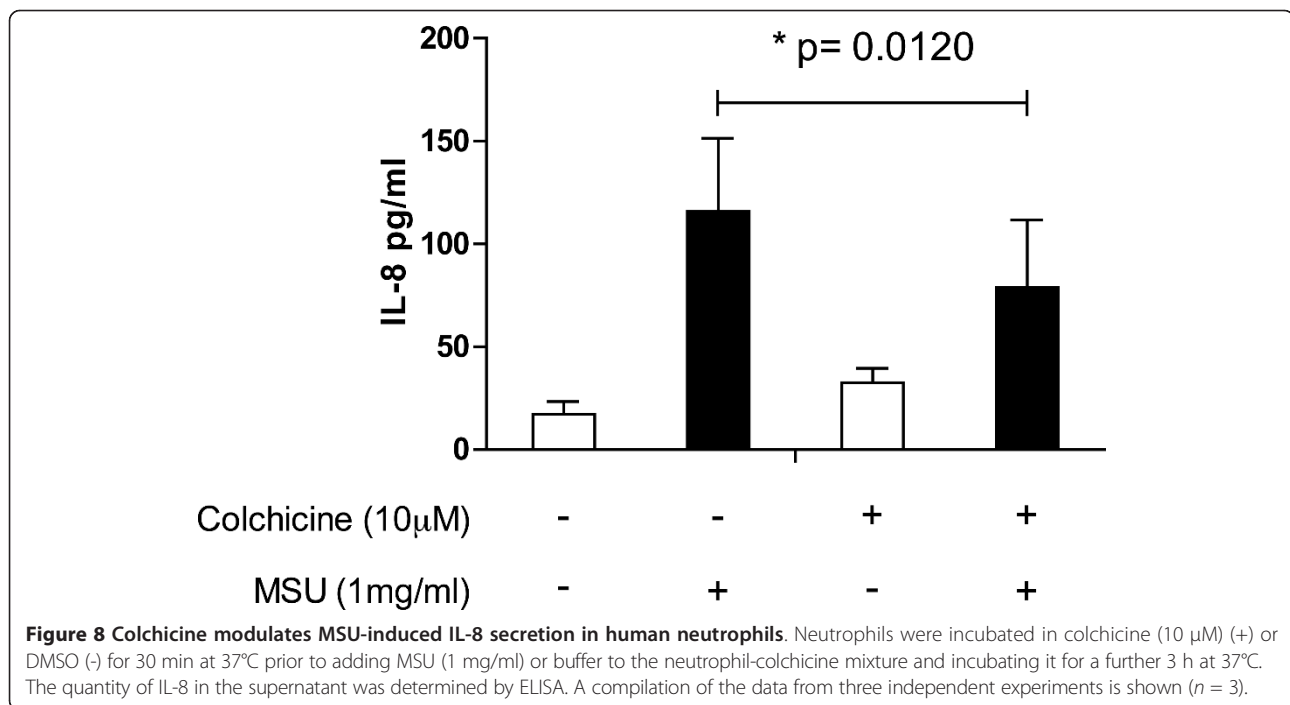 * p= 0.0120
200
150
100
50
0
IL-8 pg/ml
Colchicine (10μM) - - + +
MSU (1mg/ml) - + - +
Figure 8 Colchicine modulates MSU-induced IL-8 secretion in human neutrophils. Neutrophils were incubated in colchicine (10 μM) (+) or
DMSO (-) for 30 min at 37°C prior to adding MSU (1 mg/ml) or buffer to the neutrophil-colchicine mixture and incubating it for a further 3 h at 37°C.
The quantity of IL-8 in the supernatant was determined by ELISA. A compilation of the data from three independent experiments is shown (n = 3).